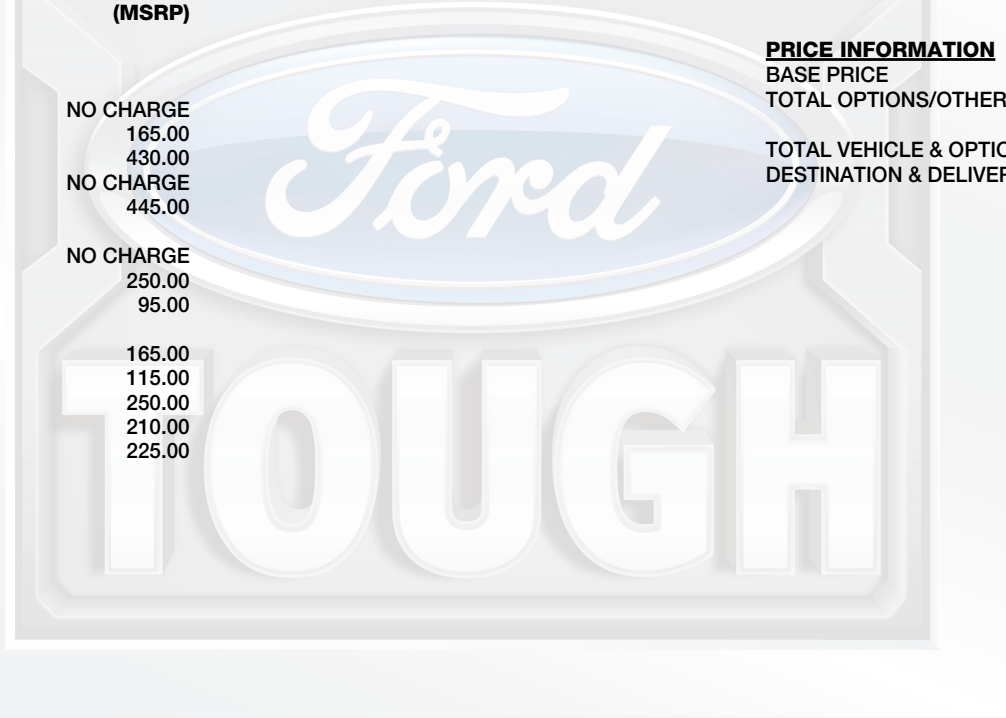 (MSRP)
NO CHARGE
165.00
430.00
NO CHARGE
445.00
NO CHARGE
250.00
95.00
165.00
115.00
250.00
210.00
225.00
PRICE INFORMATION
BASE PRICE
TOTAL OPTIONS/OTHER
TOTAL VEHICLE & OPTIO
DESTINATION & DELIVER
Ford
TOUGH